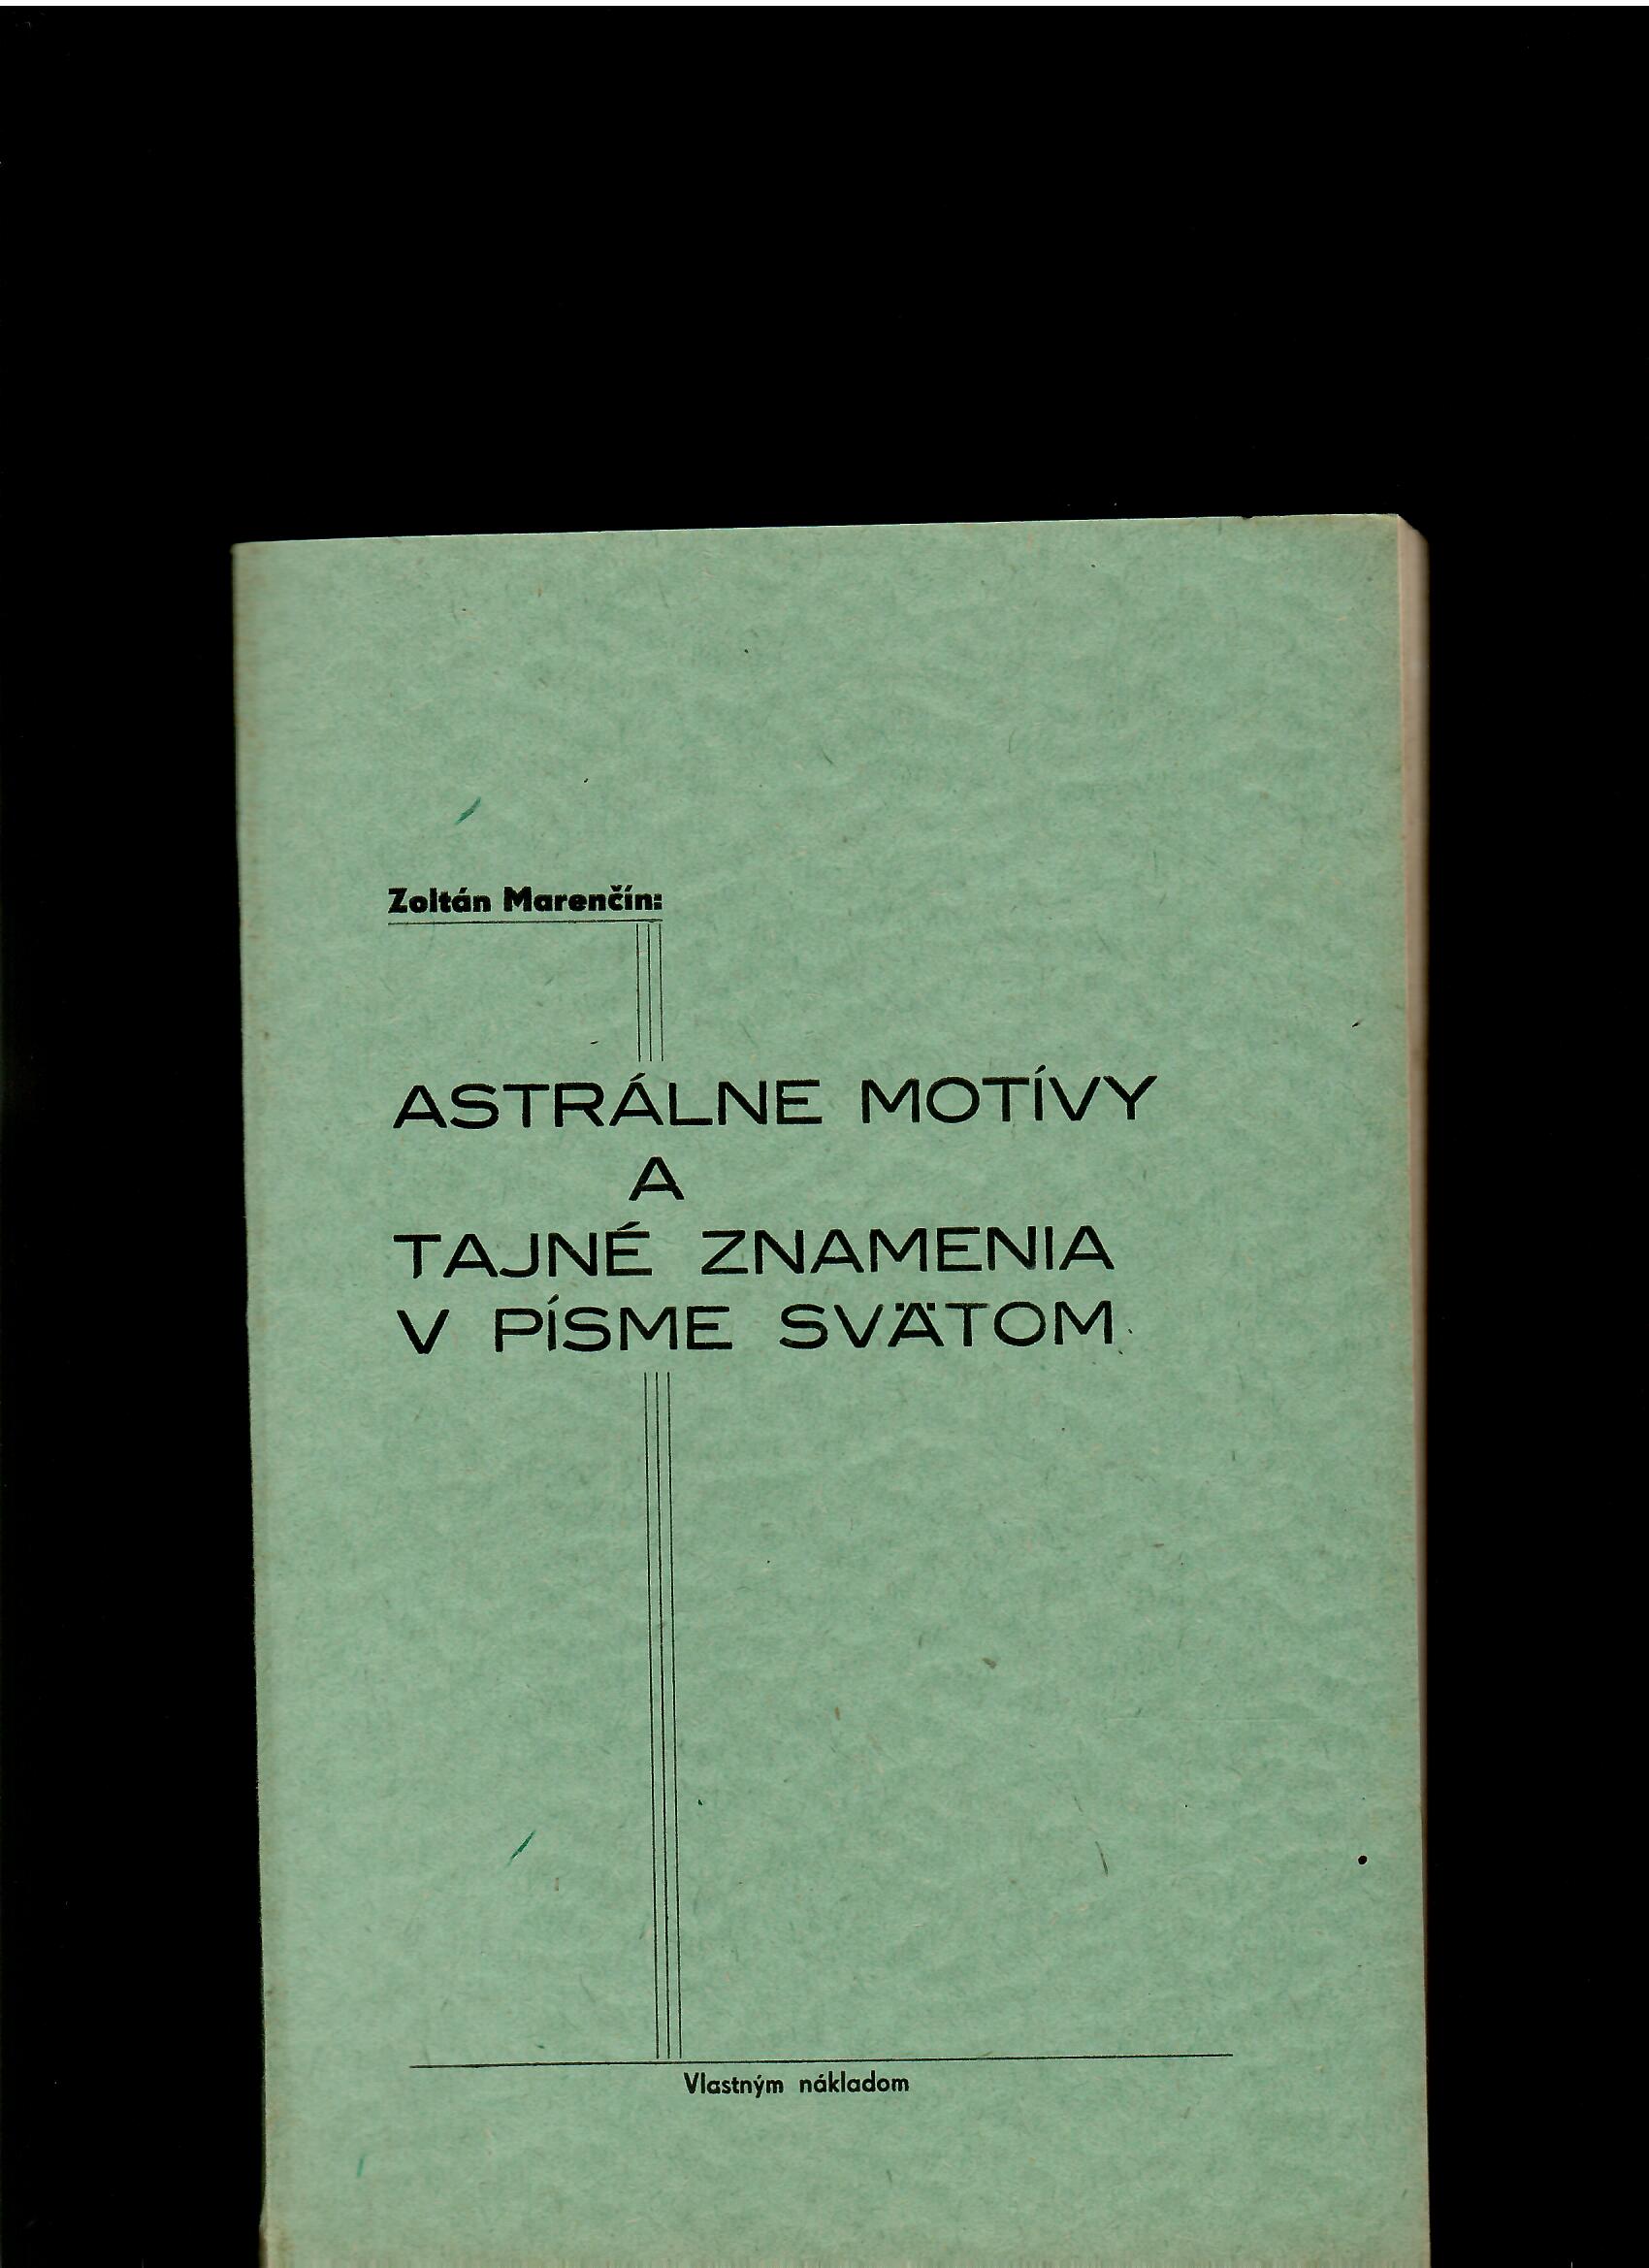 Zoltán Marenčín:
ASTRÁLNE MOTÍVY
A
TAJNÉ ZNAMENIA
V PÍSME SVÄTOM
Vlastným nákladom